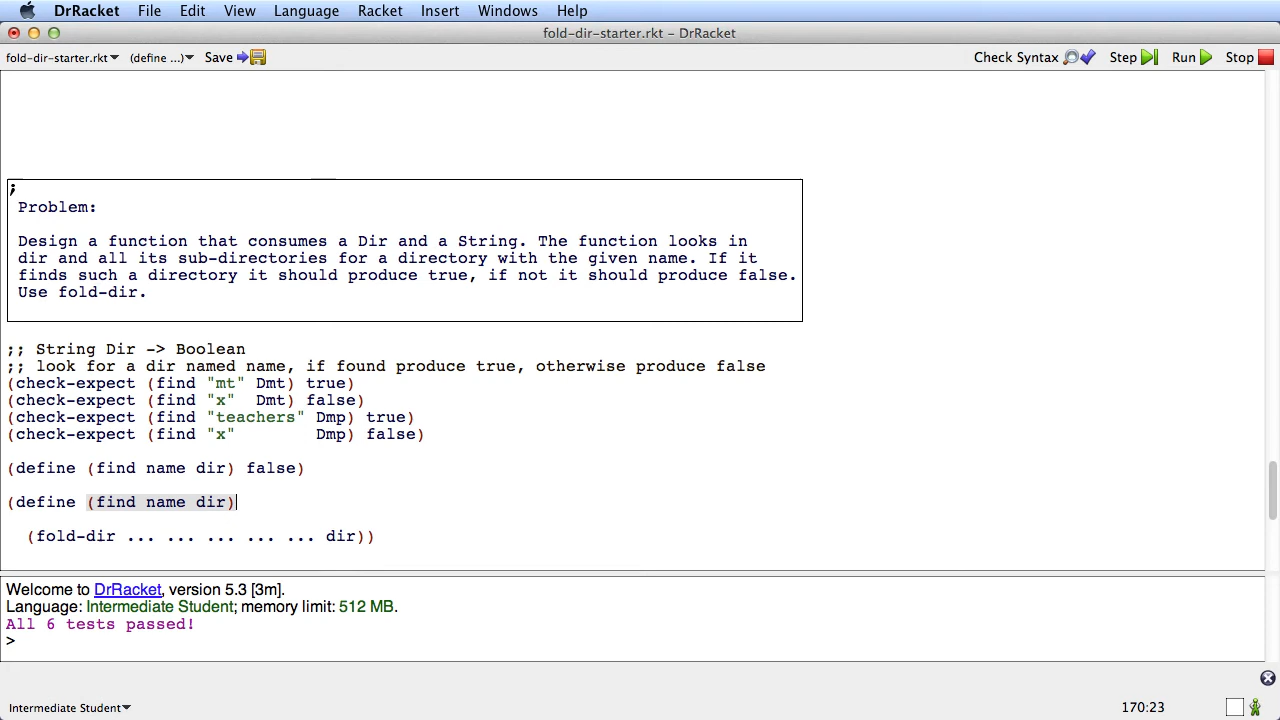 DrRacket File Edit View Language Racket Insert Windows Help
fold-dir-starter.rkt – DrRacket
fold-dir-starter.rkt (define ...) Save Check Syntax Step Run Stop
;
Problem:
Design a function that consumes a Dir and a String. The function looks in
dir and all its sub-directories for a directory with the given name. If it
finds such a directory it should produce true, if not it should produce false.
Use fold-dir.
;; String Dir -> Boolean
;; look for a dir named name, if found produce true, otherwise produce false
(check-expect (find "mt" Dmt) true)
(check-expect (find "x"  Dmt) false)
(check-expect (find "teachers" Dmp) true)
(check-expect (find "x"        Dmp) false)
(define (find name dir) false)
(define (find name dir)
(fold-dir ... ... ... ... ... dir))
Welcome to DrRacket, version 5.3 [3m].
Language: Intermediate Student; memory limit: 512 MB.
All 6 tests passed!
>
Intermediate Student 170:23